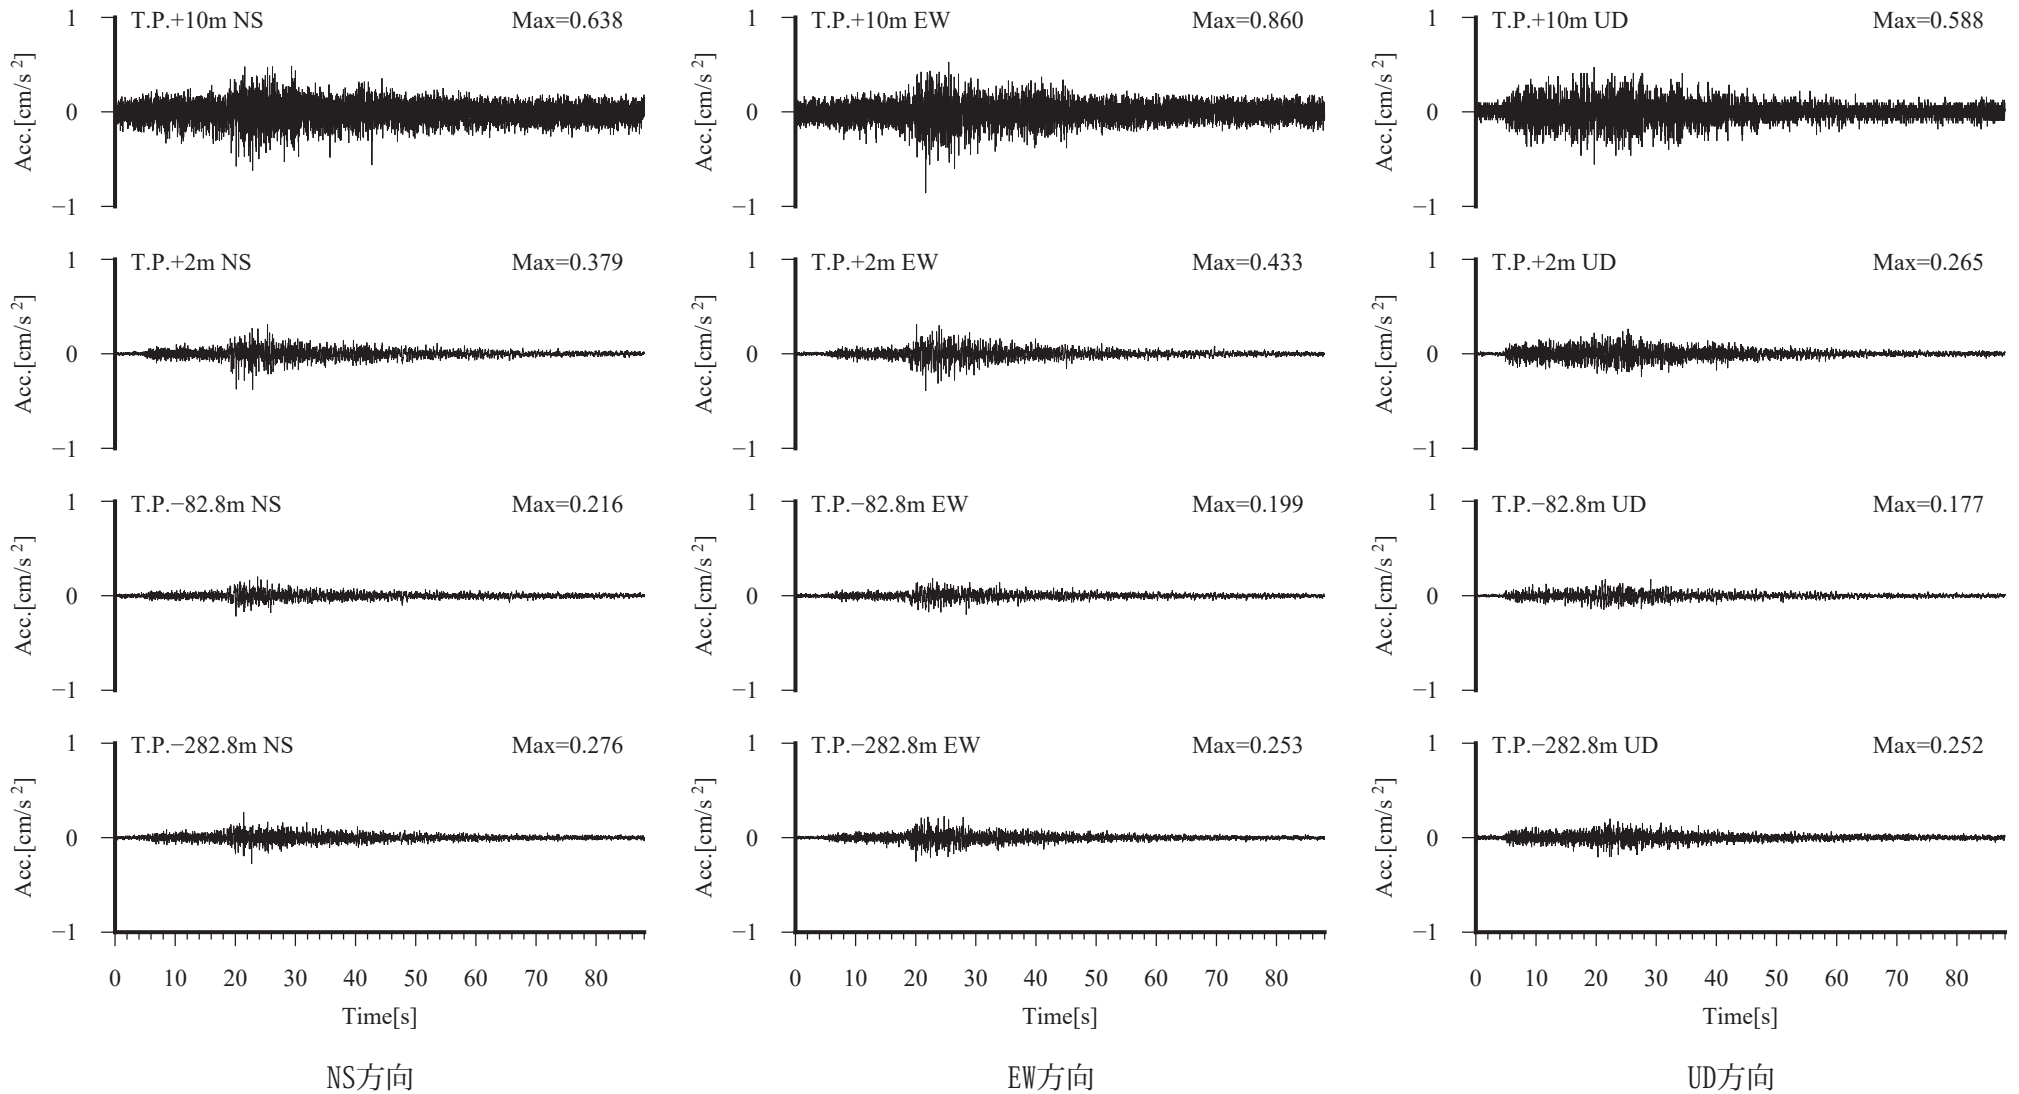 T.P.+10m NS Max=0.638
1
0
−1
Acc.[cm/s²]
T.P.+2m NS Max=0.379
1
0
−1
Acc.[cm/s²]
T.P.−82.8m NS Max=0.216
1
0
−1
Acc.[cm/s²]
T.P.−282.8m NS Max=0.276
1
0
−1
Acc.[cm/s²]
0 10 20 30 40 50 60 70 80
Time[s]
NS方向
T.P.+10m EW Max=0.860
1
0
−1
Acc.[cm/s²]
T.P.+2m EW Max=0.433
1
0
−1
Acc.[cm/s²]
T.P.−82.8m EW Max=0.199
1
0
−1
Acc.[cm/s²]
T.P.−282.8m EW Max=0.253
1
0
−1
Acc.[cm/s²]
0 10 20 30 40 50 60 70 80
Time[s]
EW方向
T.P.+10m UD Max=0.588
1
0
−1
Acc.[cm/s²]
T.P.+2m UD Max=0.265
1
0
−1
Acc.[cm/s²]
T.P.−82.8m UD Max=0.177
1
0
−1
Acc.[cm/s²]
T.P.−282.8m UD Max=0.252
1
0
−1
Acc.[cm/s²]
0 10 20 30 40 50 60 70 80
Time[s]
UD方向